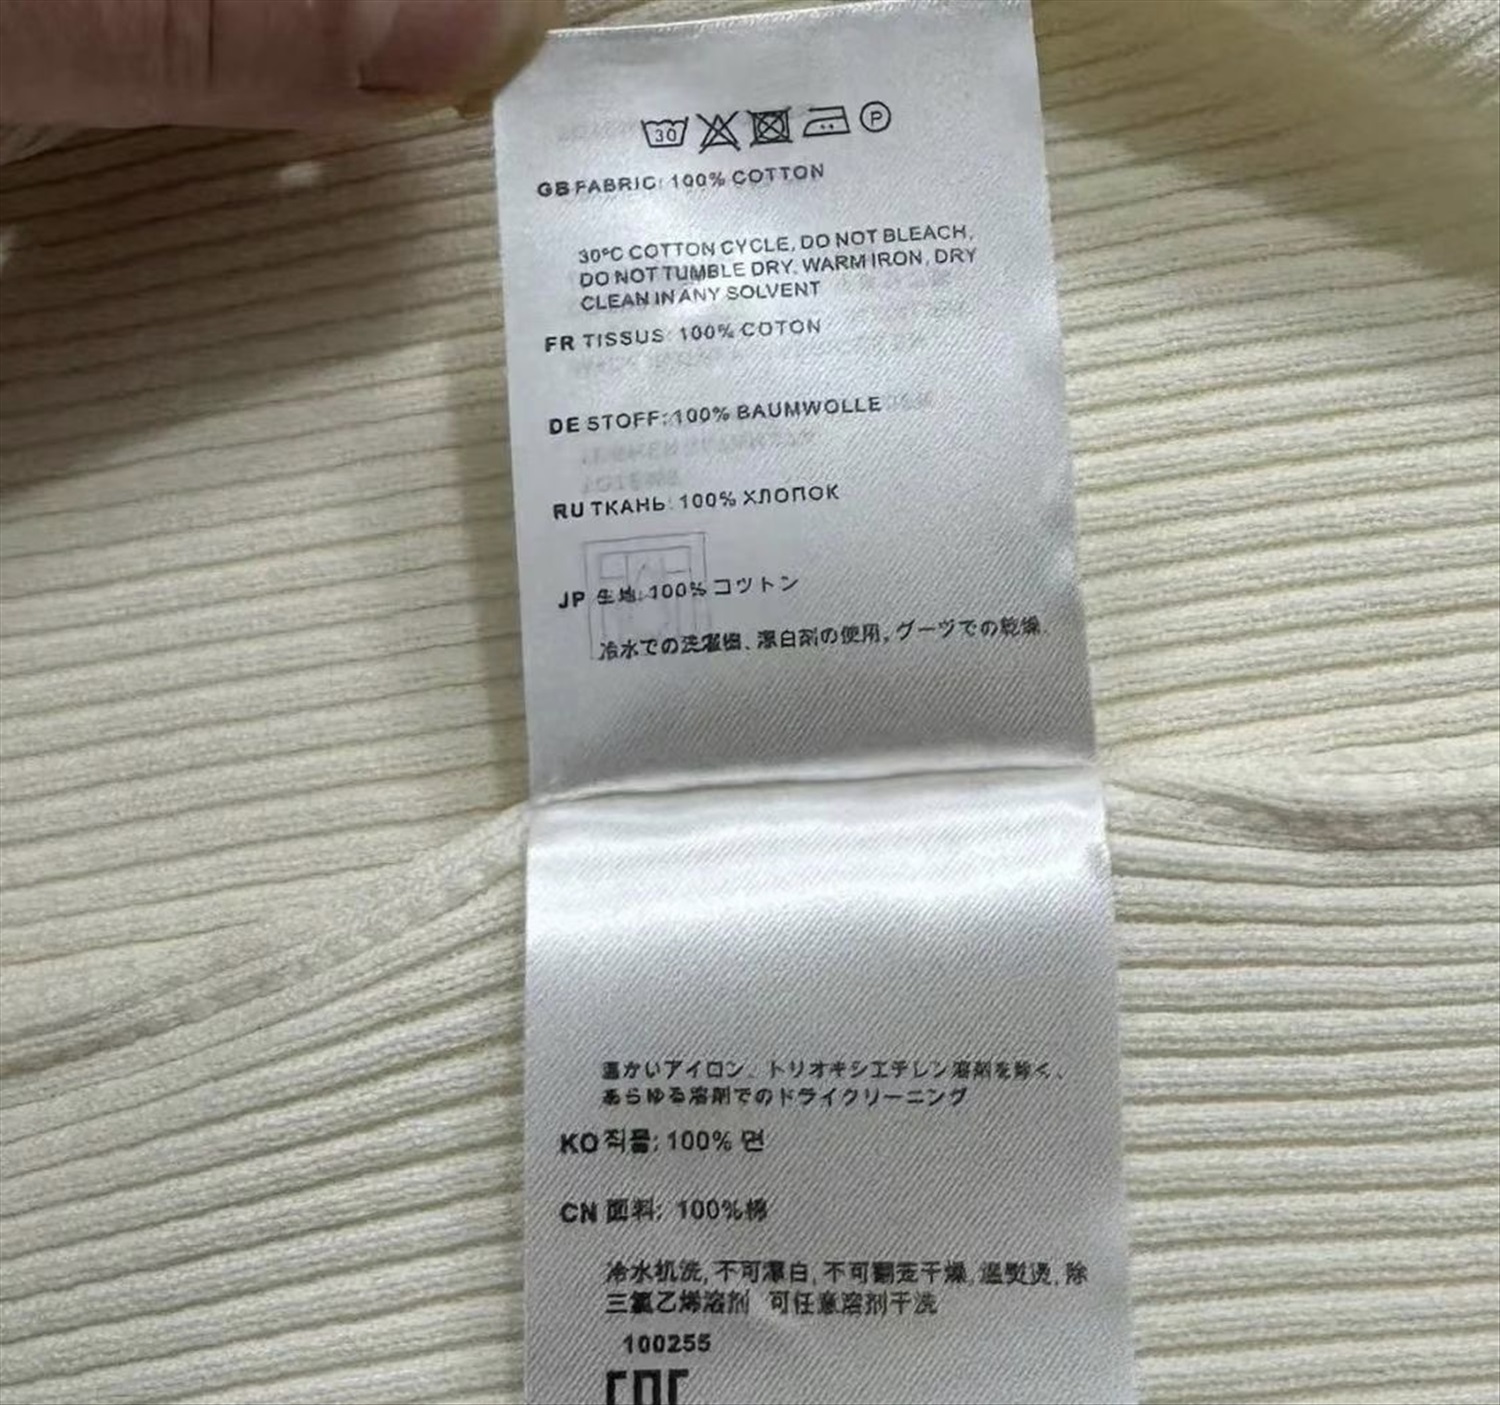 30
P
GB FABRIC: 100% COTTON
30°C COTTON CYCLE, DO NOT BLEACH,
DO NOT TUMBLE DRY, WARM IRON, DRY
CLEAN IN ANY SOLVENT
FR TISSUS: 100% COTON
DE STOFF: 100% BAUMWOLLE
RU ТКАНЬ: 100% ХЛОПОК
JP 生地: 100% コットン
冷水での洗濯機、漂白剤の使用，グーツでの乾燥.
温かいアイロン、トリオキシエチレン溶剤を除く、
あらゆる溶剤でのドライクリーニング
KO 직물: 100% 면
CN 面料: 100%棉
冷水机洗, 不可漂白, 不可翻笼干燥, 温熨烫, 除
三氯乙烯溶剂 可任意溶剂干洗
100255